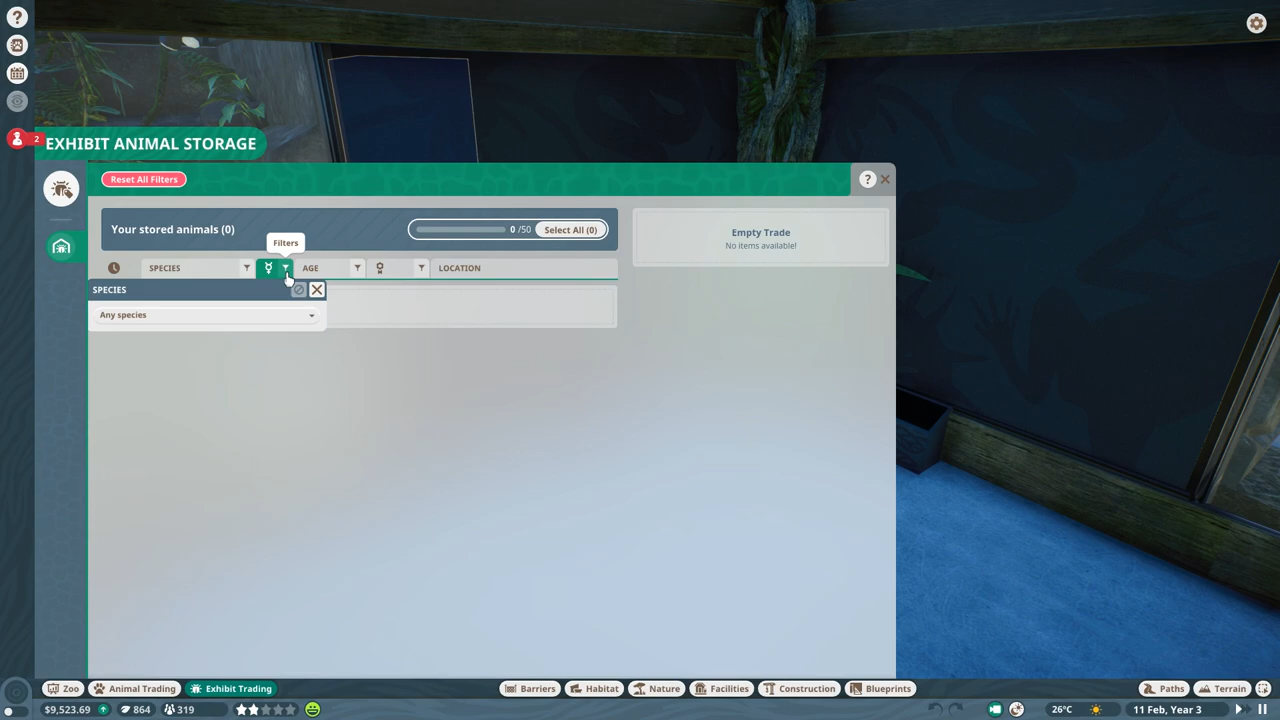 2
EXHIBIT ANIMAL STORAGE
Reset All Filters
?
Your stored animals (0)
0 /50
Select All (0)
Empty Trade
No items available!
Filters
SPECIES
AGE
LOCATION
SPECIES
Any species
Zoo
Animal Trading
Exhibit Trading
Barriers
Habitat
Nature
Facilities
Construction
Blueprints
Paths
Terrain
$9,523.69
864
319
26°C
11 Feb, Year 3